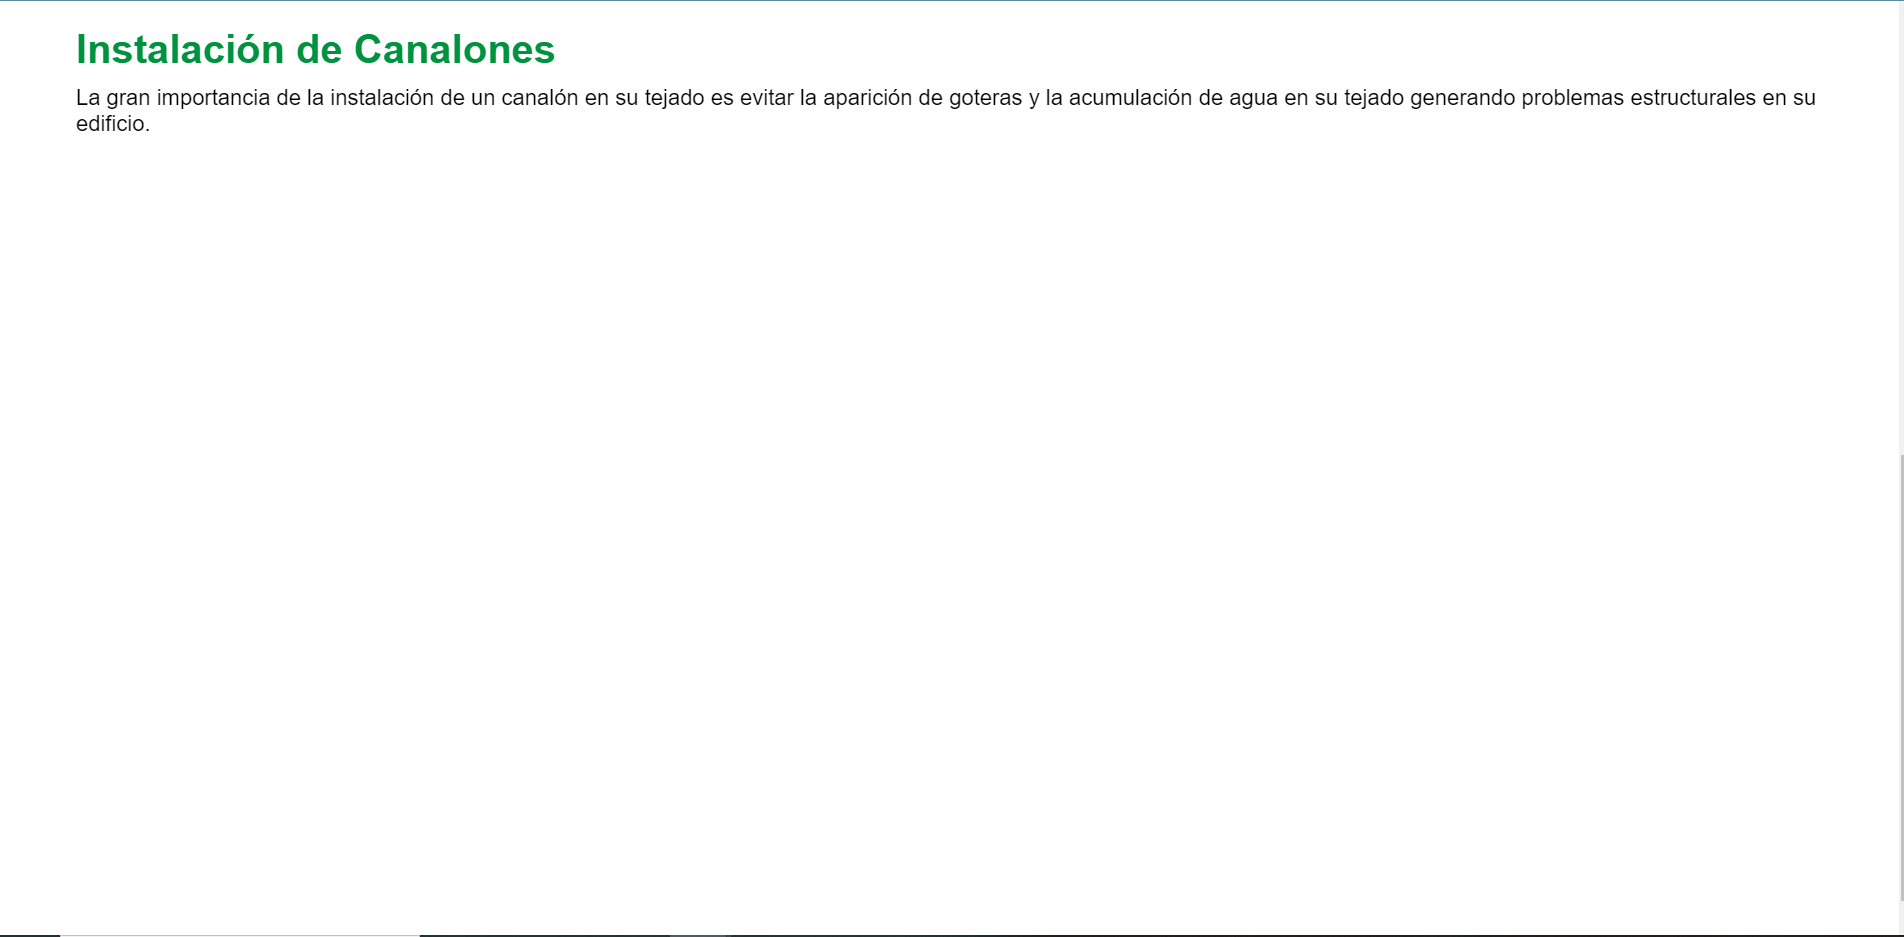 Instalación de Canalones
La gran importancia de la instalación de un canalón en su tejado es evitar la aparición de goteras y la acumulación de agua en su tejado generando problemas estructurales en su
edificio.